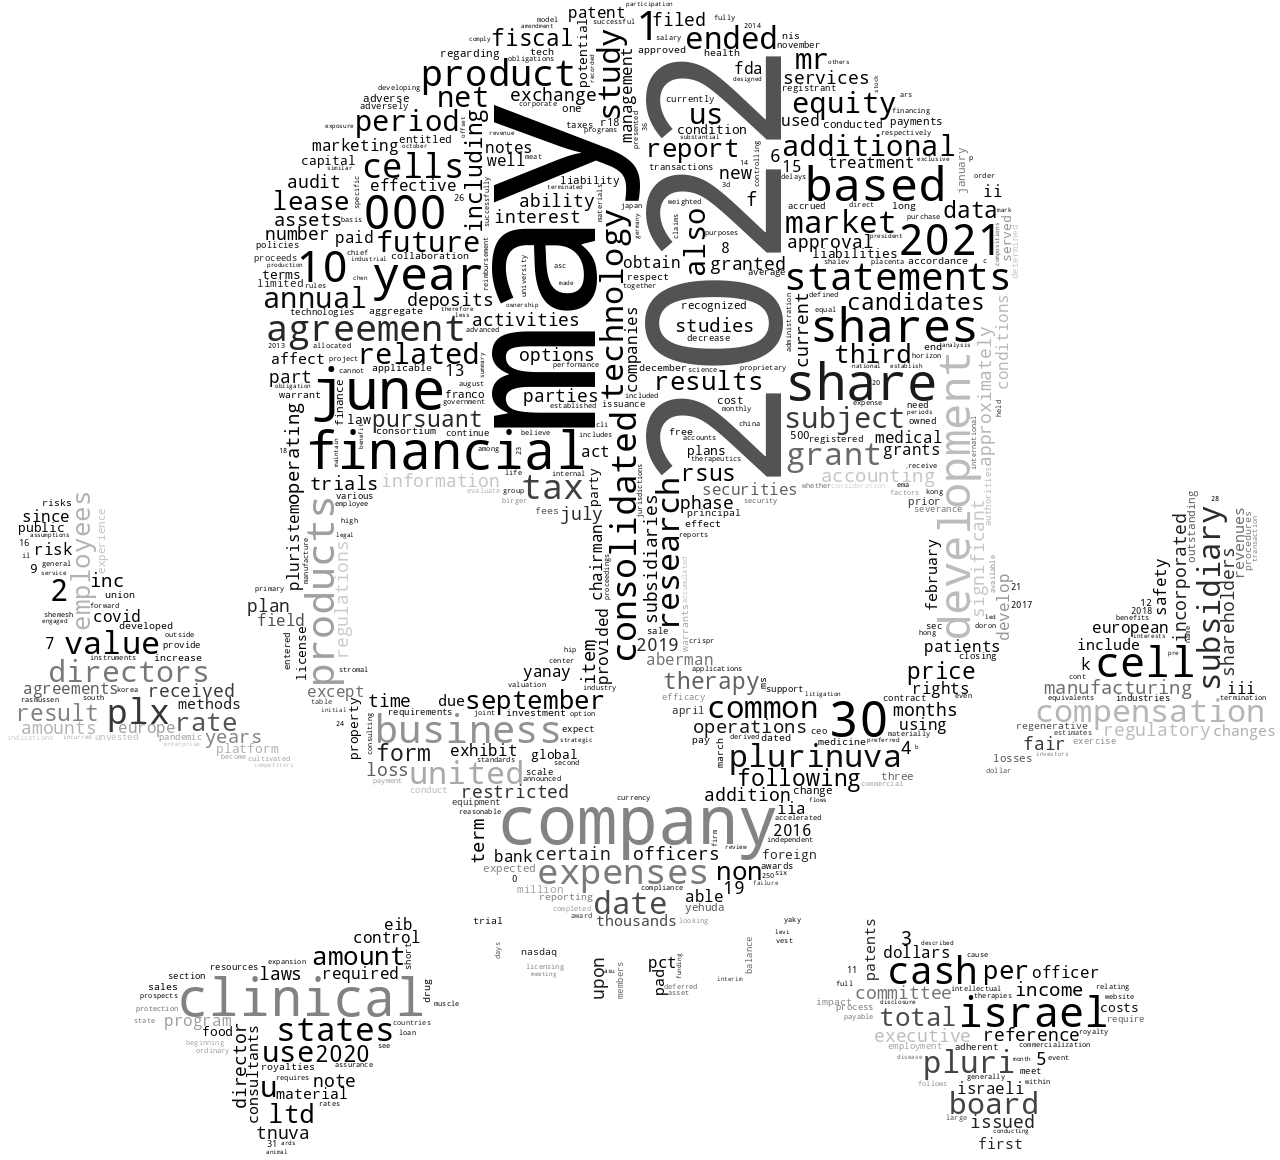 participation
patent successful
model
amendment
comply
fiscal
regarding tech
obligations
potential
recorded
1 filed fully
salary 2014
approved
ended
health
nis
november
mr others
product
study
management
developing
adverse
adversely
net exchange
corporate one
2022
may
currently
us
condition
substantial
fda
designed
services
registrant
stock
equity ars
financing
used conducted payments
respectively
exposure period
offset
revenue
taxes r18
programs
presented
36
marketing entitled
october
including
notes
well meat
report
transactions 14
6
controlling
additional
15 treatment exclusive
delays
january
p
capital similar
cells
audit
specific
effective
terminated
liability
new
3d
based
order
ii
lease
000
26
successfully
ability
materials
japan
weighted
f
accrued direct long
purchase
data mark
assets basis
interest
germany
technology
also
claims
purposes
market
president
2021
compositions
served
determined
number paid future
policies
chief
industrial
collaboration
reimbursement
university
asc
made
obtain
respect
together
8
granted
average
approval
liabilities
shalev placenta accordance c
proceeds
production
10
chen
year
terms
limited rules
statements
annual
deposits
ownership
recognized
administration
defined
candidates
conditions
technologies
aggregate therefore
less
activities
companies
studies
decrease
equal
current
shares
approximately
agreement
advanced
2013 allocated
affect project
related
summary
options
performance
december science proprietary
third
end
horizon
analysis
national establish
part
cannot
applicable 13
obligation
warrant
june
finance
august
franco
government
parties
established
issuance
included
results
cost
monthly
share
20
held
development
law pursuant
benefit
consortium continue
believe
cli
includes
consolidated
free
accounts
china
expense
need
periods
owned
subject
18
pluristem
operating
maintain
financial
among
23
act
plans
therapeutics
500 registered medical
grant grants
international
trials
information
evaluate
life
internal
group
birger
tax
jurisdictions
rsus
securities
security
accounting
whether consideration
receive
ema
factors kong
prior
severance
authorities
various
employee
fees july
party
phase
principal
effect
reports
risks
since
public
assumptions
16
il
risk
9 general
service
employees
experience
products
high
legal
manufacture
regulations
proceedings
chairman
subsidiaries
research
accumulated
warrants
significant
available
28
outstanding
revenues
procedures
transaction
subsidiary
incorporated
2
inc
union
forward
covid
shemesh
engaged
developed
primary
plan
field
license
entered
february
21
2017
develop
led
doron
sec
hong
patients
closing
safety
12
2018
benefits
european
interests
shareholders
name
7 value
outside
provide
instruments increase
hip
center
yanay
valuation
item
provided
industry
sale
2019
crispr
aberman
applications
price
include
k cell pre
directors
agreements korea received
rasmussen south methods
stromal
except
table
initial
time due september
therapy
ms
support
efficacy
litigation
rights
even
contract
cont
manufacturing iii
equivalents industries termination
result plx rate
amounts europe pandemic years
indications incurred unvested enterprise
platform
become cultivated
competitors
24
property
consulting
requirements joint investment option
business
expect
strategic
april common 30 months
materially
using
operations ceo
compensation
regenerative
estimates
regulatory changes
fair exercise
investors
form exhibit
standards
global
second
pay
march
derived dated
medicine preferred 4 b
plurinuva
losses
dollar
loss united
payment
conduct
scale
announced
following three
commercial
restricted
equipment
reasonable
currency
addition change
flows
iia
accelerated
company
2016
independent
term
firm
review
bank certain officers
foreign
expected
0
expenses
non awards
250 six
failure
million
compliance
19
reporting
completed
award
date
able
yehuda
thousands looking
trial
yaky
levi
vest
eib
control
days
nasdaq
licensing
meeting
upon
asu
members
paid
pct
funding
deferred
asset
balance
interim
patents
3 described
dollars cause
amount short
section resources expansion
laws required
sales
prospects
clinical
drug
muscle
protection
state program
11
full
cash per officer
relating
website
committee
intellectual
therapies
income
impact
process
disclosure
payable
costs
require
total israel
food
states
countries
loan
beginning
ordinary
director
consultants
use 2020 see
assurance
royalties
executive reference royalty
employment adherent commercialization
disease
pluri
month
5 event
meet
u requires note
material
rates
follows
generally within
israeli
ltd
board
large issued
conducting
tnuva
31 ards
animal
first